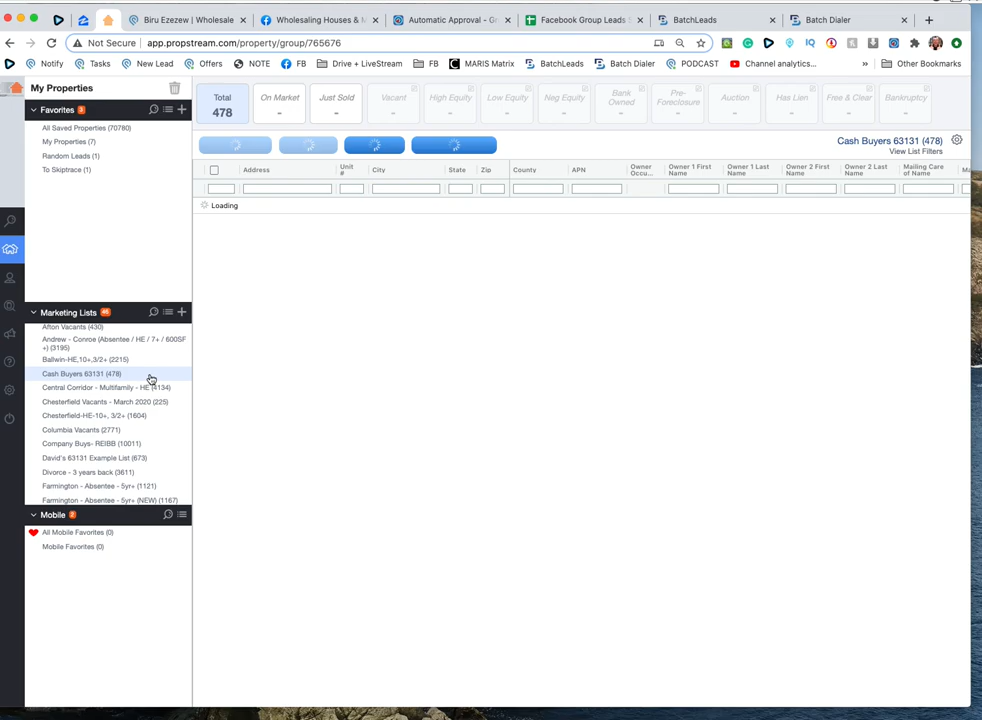 Biru Ezezew | Wholesale
Wholesaling Houses & M
Automatic Approval - Gr
Facebook Group Leads S
BatchLeads
Batch Dialer
Not Secure
app.propstream.com/property/group/765676
Notify
Tasks
New Lead
Offers
NOTE
FB
Drive + LiveStream
FB
MARIS Matrix
BatchLeads
Batch Dialer
PODCAST
Channel analytics...
»
Other Bookmarks
My Properties
Favorites 3
All Saved Properties (70780)
My Properties (7)
Random Leads (1)
To Skiptrace (1)
Marketing Lists
Afton Vacants (430)
Andrew - Conroe (Absentee / HE / 7+ / 600SF
+) (3195)
Ballwin-HE,10+,3/2+ (2215)
Cash Buyers 63131 (478)
Central Corridor - Multifamily - HE (4134)
Chesterfield Vacants - March 2020 (225)
Chesterfield-HE-10+, 3/2+ (1604)
Columbia Vacants (2771)
Company Buys- REIBB (10011)
David's 63131 Example List (673)
Divorce - 3 years back (3611)
Farmington - Absentee - 5yr+ (1121)
Farmington - Absentee - 5yr+ (NEW) (1167)
Mobile 2
All Mobile Favorites (0)
Mobile Favorites (0)
Total
478
On Market
-
Just Sold
-
Vacant
-
High Equity
-
Low Equity
-
Neg Equity
-
Bank
Owned
-
Pre-
Foreclosure
-
Auction
-
Has Lien
-
Free & Clear
-
Bankruptcy
-
Cash Buyers 63131 (478)
View List Filters
Address
Unit
#
City
State
Zip
County
APN
Owner
Occu...
Owner 1 First
Name
Owner 1 Last
Name
Owner 2 First
Name
Owner 2 Last
Name
Mailing Care
of Name
Loading